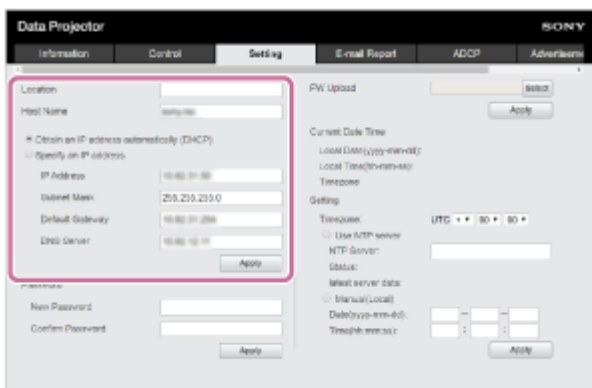 Data Projector
SONY
Information
Control
Setting
E-mail Report
ADCP
Advertiseme
Location
Host Name
Obtain an IP address automatically (DHCP)
Specify an IP address
IP Address
Subnet Mask
255.255.255.0
Default Gateway
DNS Server
Apply
Password
New Password
Confirm Password
Apply
FW Upload
Select
Apply
Current Date Time
Local Date(yyyy-mm-dd):
Local Time(hh-mm-ss):
Timezone
Setting
Timezone:
UTC + 00 00
Use NTP server
NTP Server:
Status:
latest server data:
Manual(Local)
Date(yyyy-mm-dd):
Time(hh:mm:ss):
Apply